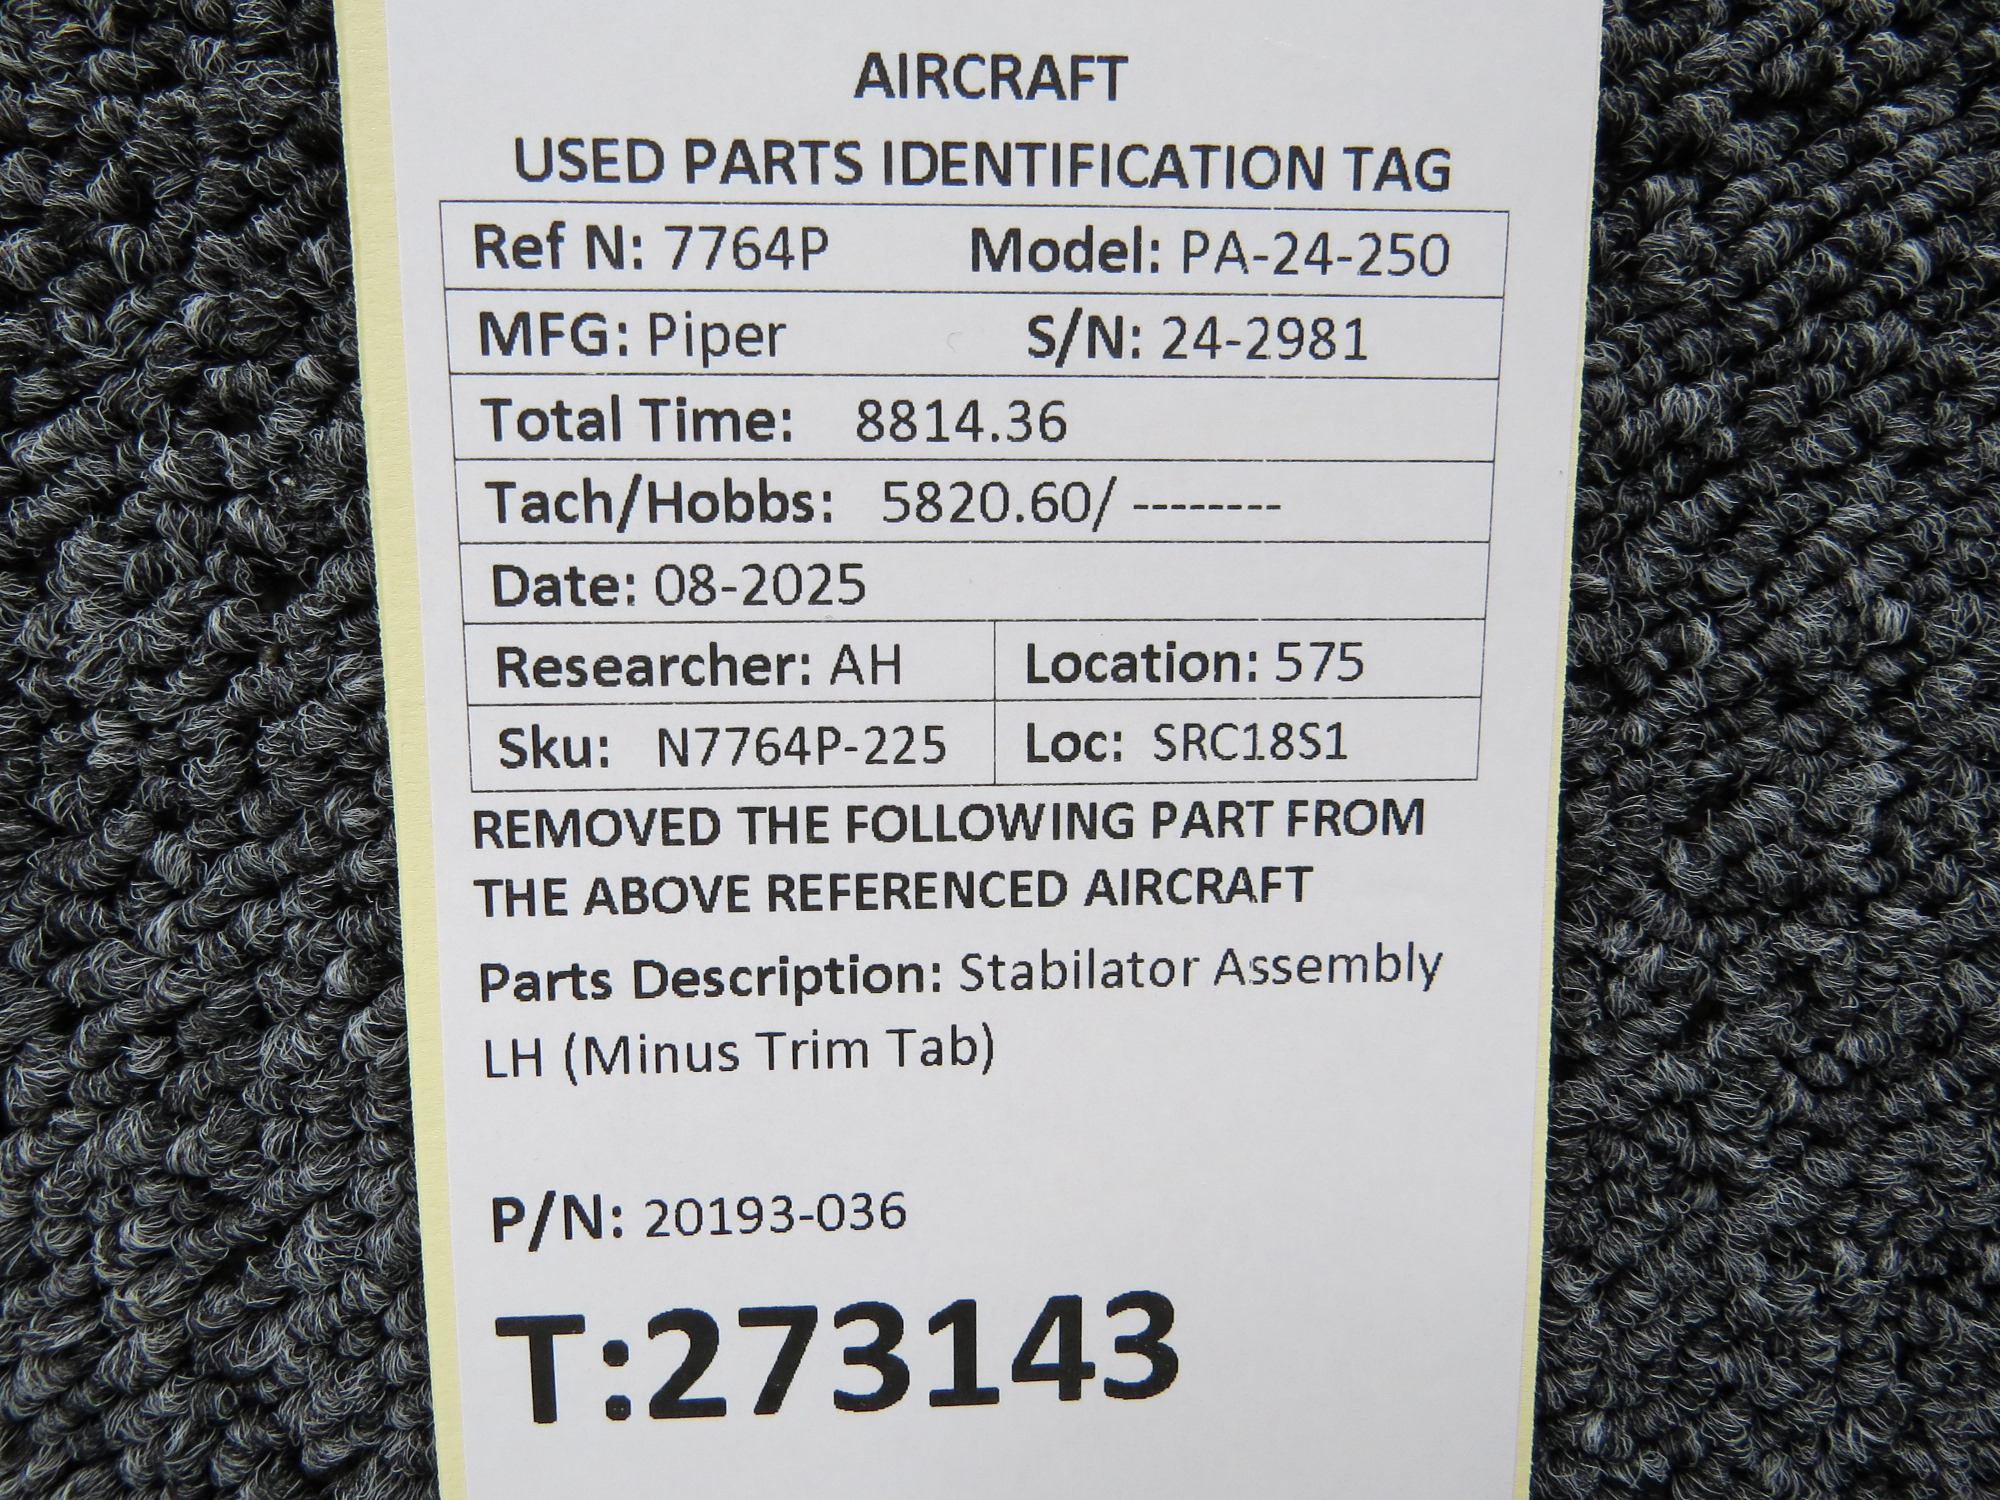 AIRCRAFT
USED PARTS IDENTIFICATION TAG
Ref N: 7764P Model: PA-24-250
MFG: Piper S/N: 24-2981
Total Time: 8814.36
Tach/Hobbs: 5820.60/ --------
Date: 08-2025
Researcher: AH Location: 575
Sku: N7764P-225 Loc: SRC18S1
REMOVED THE FOLLOWING PART FROM
THE ABOVE REFERENCED AIRCRAFT
Parts Description: Stabilator Assembly
LH (Minus Trim Tab)
P/N: 20193-036
T:273143